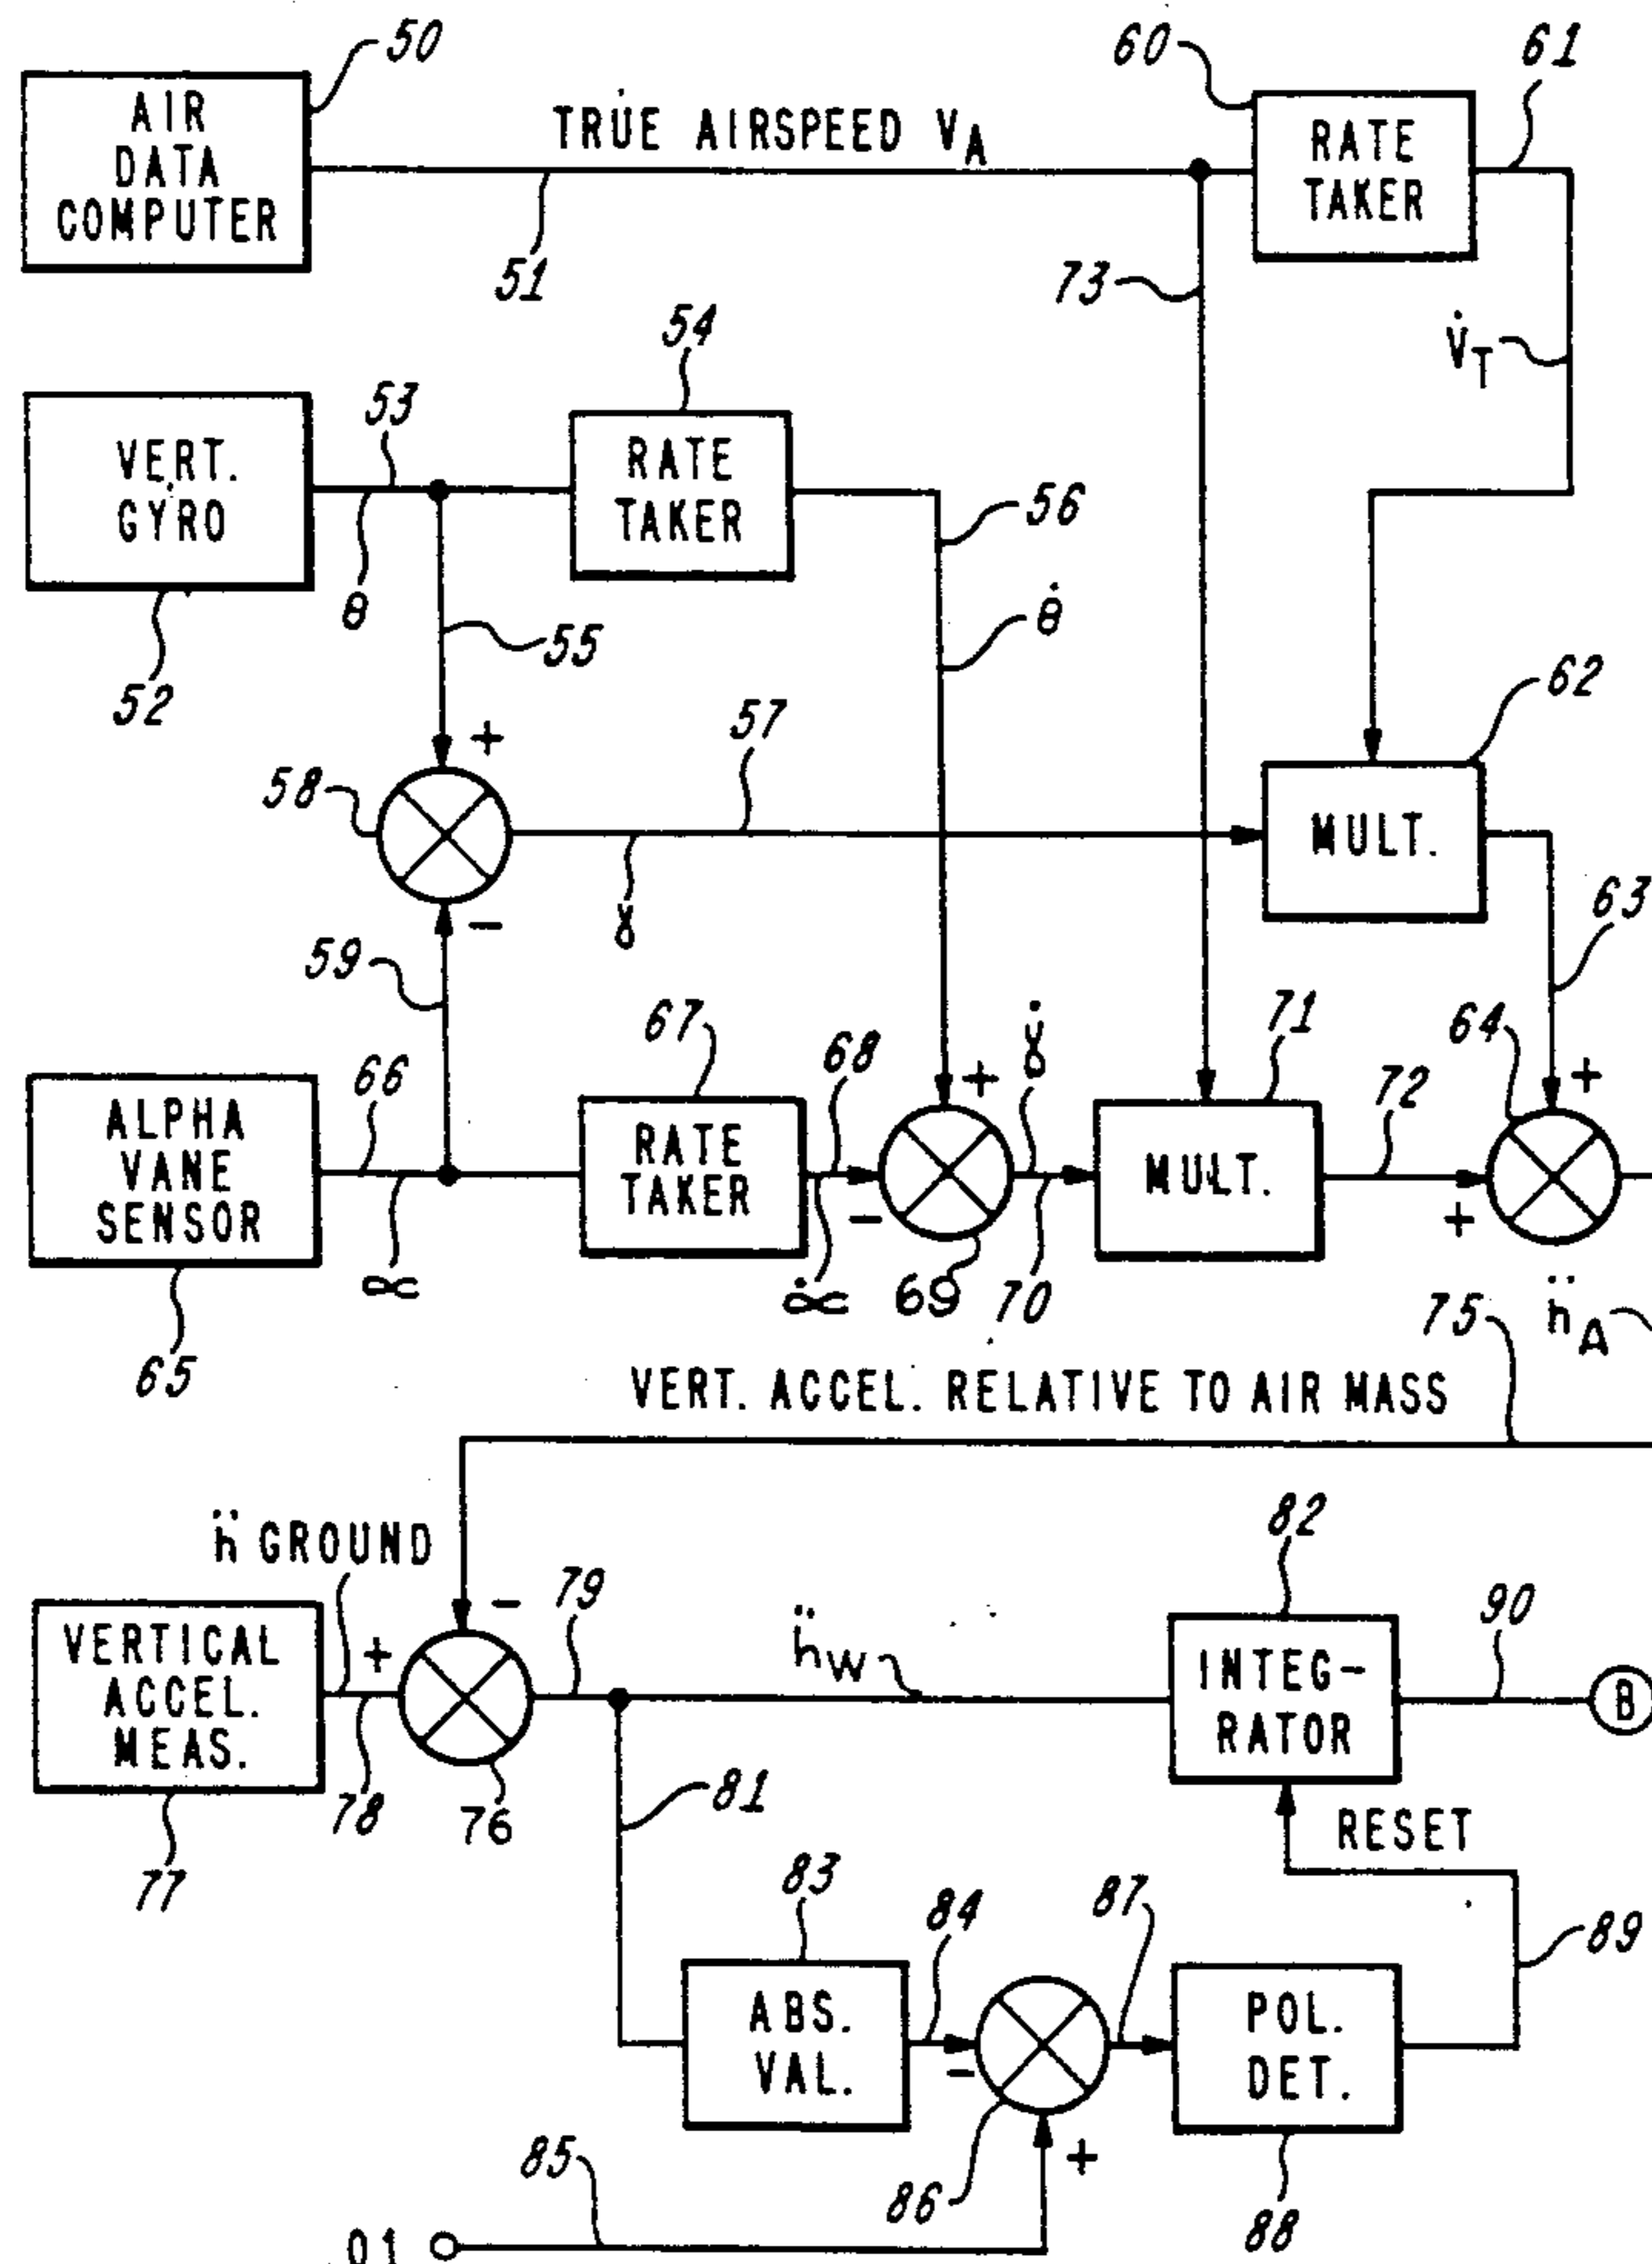 50
60
61
AIR
DATA
COMPUTER
TRUE AIRSPEED VA
RATE
TAKER
51
73
54
V̇T
53
VERT.
GYRO
RATE
TAKER
56
θ
θ̇
55
52
62
57
+
58
MULT.
-
γ
63
59
67
γ̇
71
64
66
68
+
+
ALPHA
VANE
SENSOR
RATE
TAKER
72
MULT.
-
+
α
α̇
69
70
75
ḧA
65
VERT. ACCEL. RELATIVE TO AIR MASS
82
ḧ GROUND
79
90
-
ḧW
VERTICAL
ACCEL.
MEAS.
+
INTEG-
RATOR
B
78
76
81
RESET
77
83
84
87
89
ABS.
VAL.
POL.
DET.
-
85
+
86
88
01